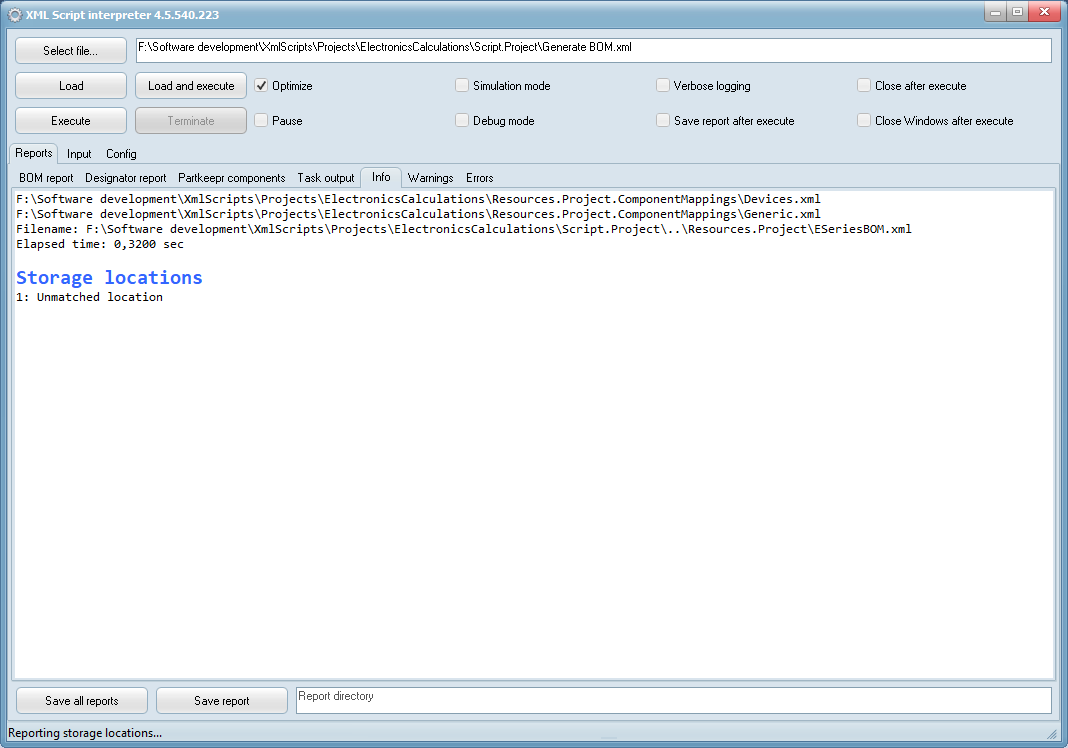 XML Script interpreter 4.5.540.223
Select file...
F:\Software development\XmlScripts\Projects\ElectronicsCalculations\Script.Project\Generate BOM.xml
Load
Load and execute
Optimize
Simulation mode
Verbose logging
Close after execute
Execute
Terminate
Pause
Debug mode
Save report after execute
Close Windows after execute
Reports
Input
Config
BOM report
Designator report
Partkeepr components
Task output
Info
Warnings
Errors
F:\Software development\XmlScripts\Projects\ElectronicsCalculations\Resources.Project.ComponentMappings\Devices.xml
F:\Software development\XmlScripts\Projects\ElectronicsCalculations\Resources.Project.ComponentMappings\Generic.xml
Filename: F:\Software development\XmlScripts\Projects\ElectronicsCalculations\Script.Project\..\Resources.Project\ESeriesBOM.xml
Elapsed time: 0,3200 sec
Storage locations
1: Unmatched location
Save all reports
Save report
Report directory
Reporting storage locations...